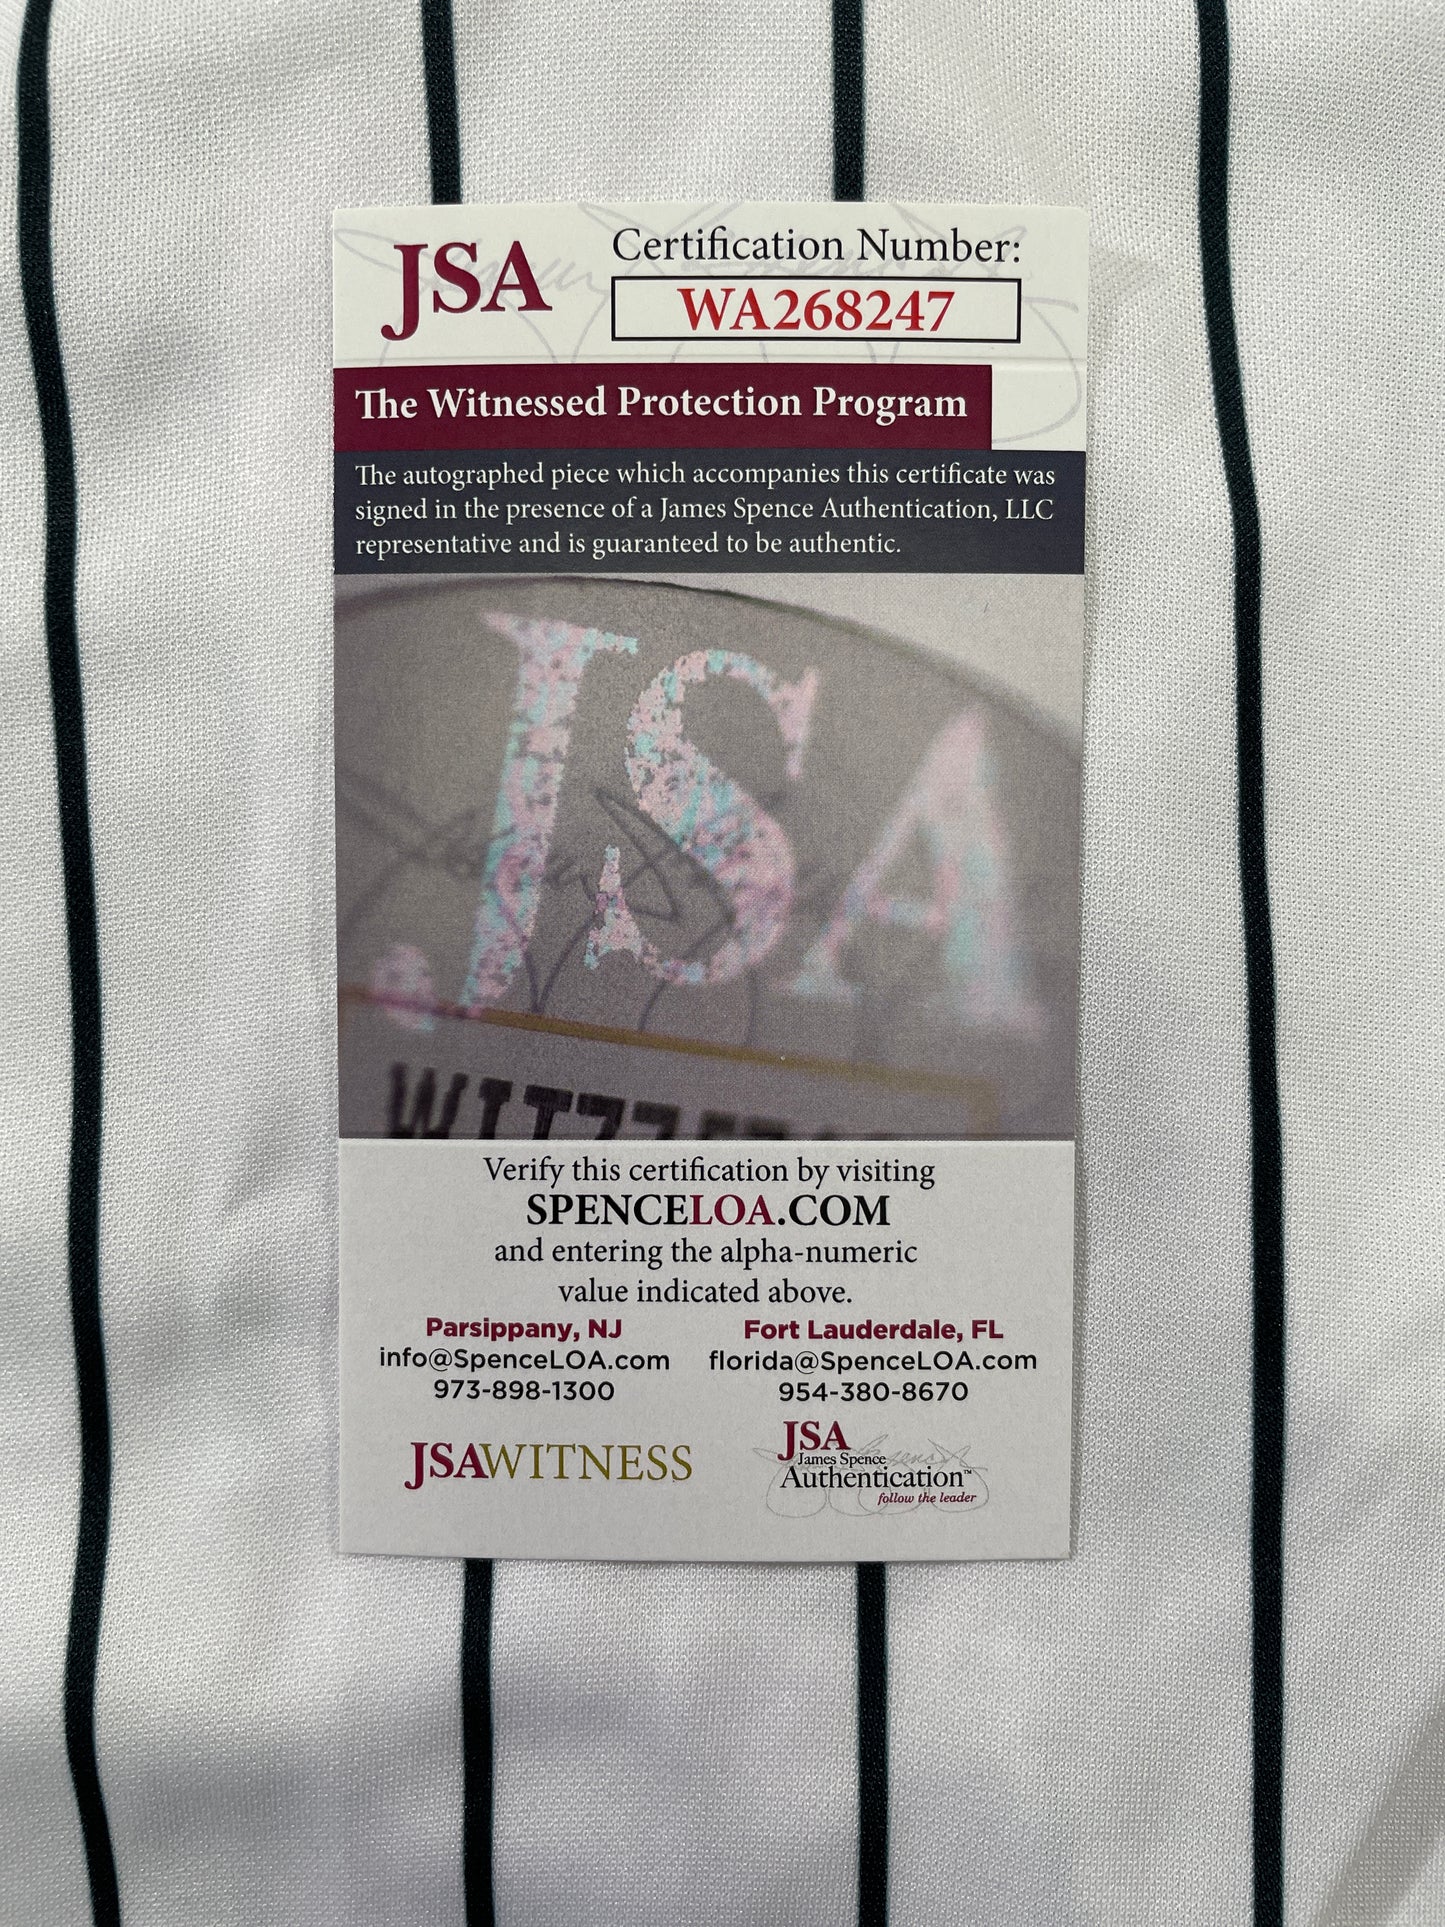 JSA
Certification Number:
WA268247
The Witnessed Protection Program
The autographed piece which accompanies this certificate was
signed in the presence of a James Spence Authentication, LLC
representative and is guaranteed to be authentic.
JSA
Verify this certification by visiting
SPENCELOA.COM
and entering the alpha-numeric
value indicated above.
Parsippany, NJ
info@SpenceLOA.com
973-898-1300
Fort Lauderdale, FL
florida@SpenceLOA.com
954-380-8670
JSAWITNESS
JSA
James Spence
Authentication™
follow the leader